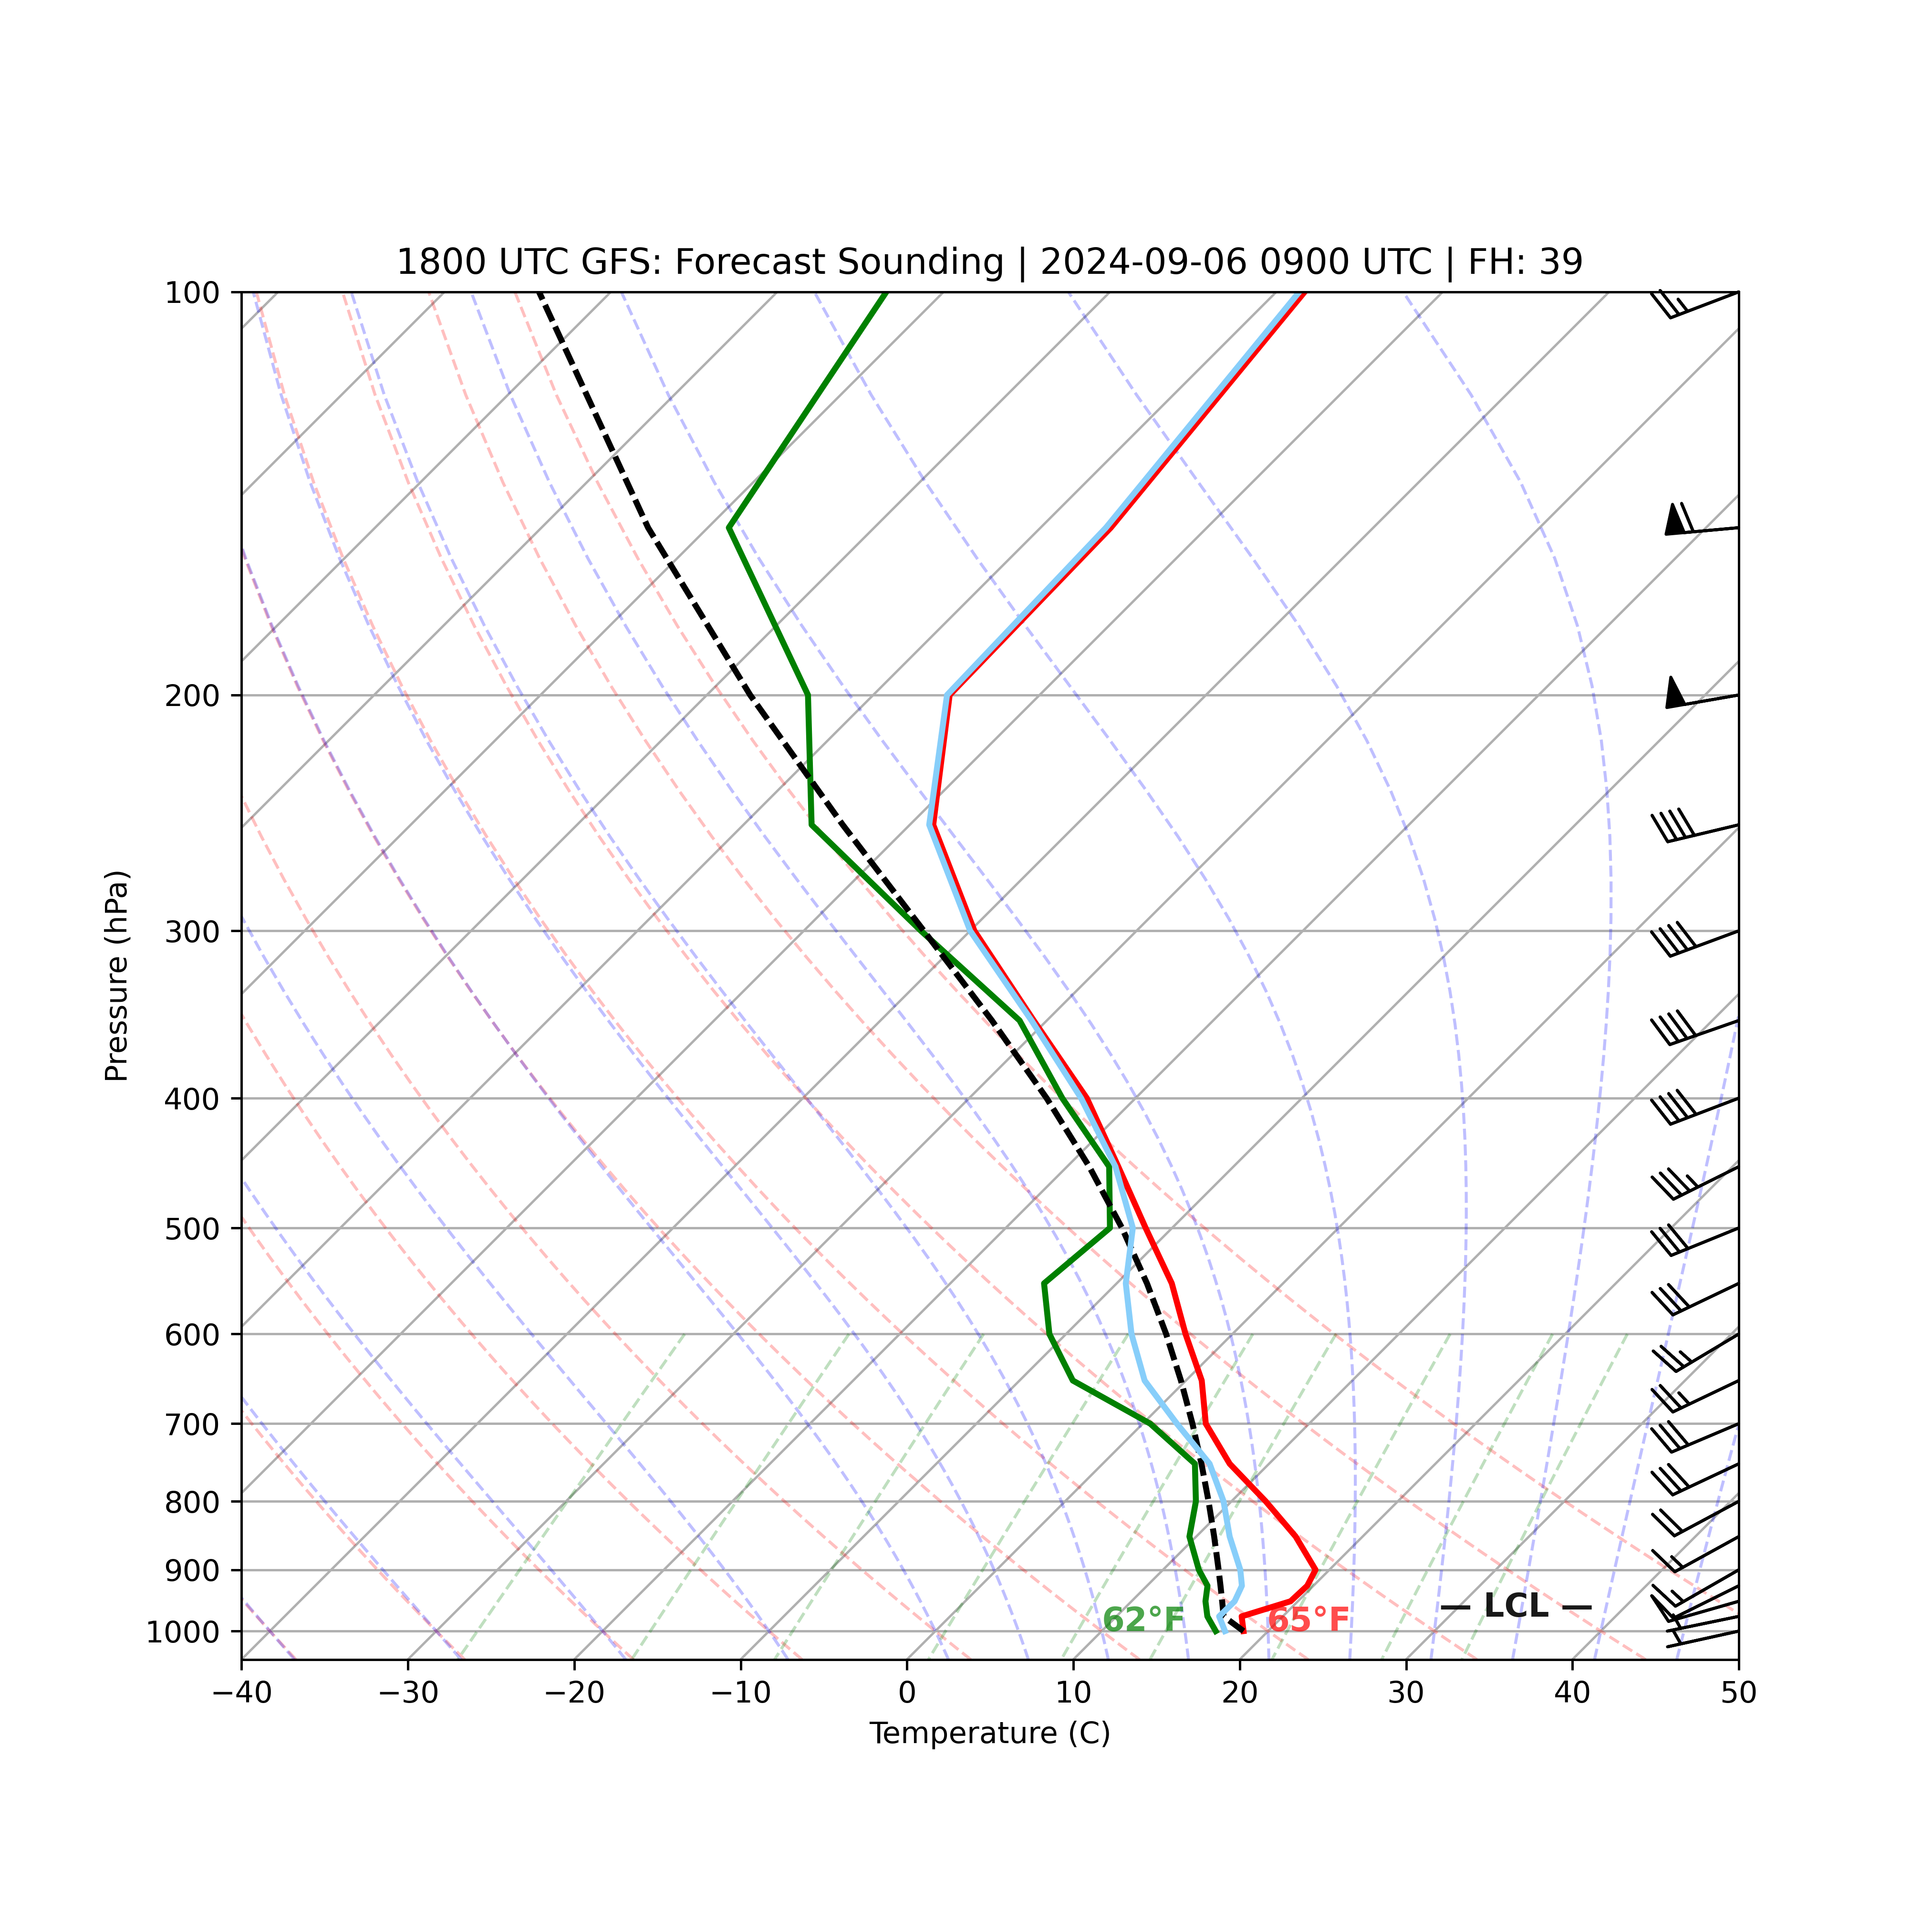 1800 UTC GFS: Forecast Sounding | 2024-09-06 0900 UTC | FH: 39
100
200
300
400
500
600
700
800
900
1000
Pressure (hPa)
62°F
65°F
— LCL —
−40 −30 −20 −10 0 10 20 30 40 50
Temperature (C)